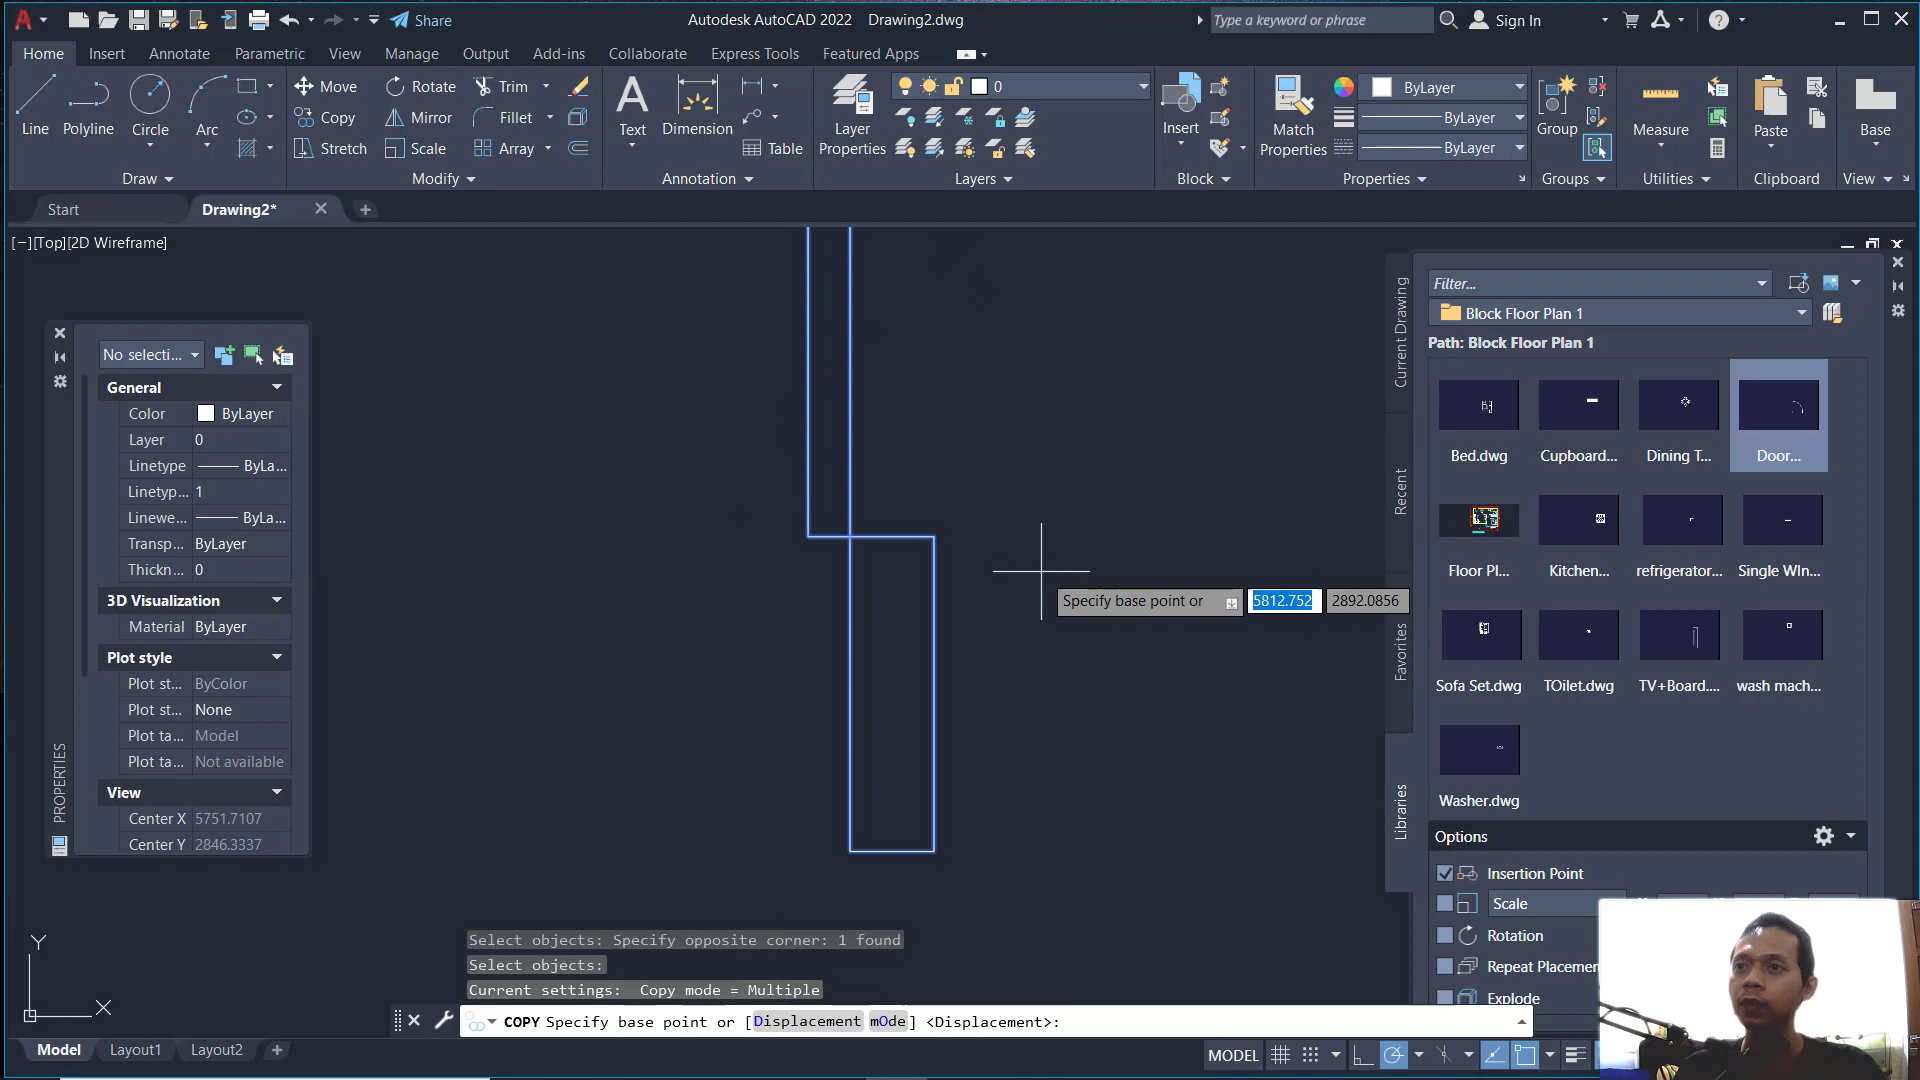 Share
Autodesk AutoCAD 2022 Drawing2.dwg
Type a keyword or phrase
Sign In
Home Insert Annotate Parametric View Manage Output Add-ins Collaborate Express Tools Featured Apps
Line
Polyline
Circle
Arc
Move
Rotate
Trim
Copy
Mirror
Fillet
Stretch
Scale
Array
Text
Dimension
Table
Layer
Properties
0
Insert
Match
Properties
ByLayer
ByLayer
ByLayer
Group
Measure
Paste
Base
Draw
Modify
Annotation
Layers
Block
Properties
Groups
Utilities
Clipboard
View
Start
Drawing2*
[−][Top][2D Wireframe]
No selecti...
General
Color ByLayer
Layer 0
Linetype ByLa...
Linetyp... 1
Linewe... ByLa...
Transp... ByLayer
Thickn... 0
3D Visualization
Material ByLayer
Plot style
Plot st... ByColor
Plot st... None
Plot ta... Model
Plot ta... Not available
View
Center X 5751.7107
Center Y 2846.3337
PROPERTIES
Specify base point or 5812.752 2892.0856
Current Drawing
Recent
Favorites
Libraries
Filter...
Block Floor Plan 1
Path: Block Floor Plan 1
Bed.dwg
Cupboard...
Dining T...
Door...
Floor Pl...
Kitchen...
refrigerator...
Single WIn...
Sofa Set.dwg
TOilet.dwg
TV+Board....
wash mach...
Washer.dwg
Options
Insertion Point
Scale
Rotation
Repeat Placemen
Explode
Y
X
Select objects: Specify opposite corner: 1 found
Select objects:
Current settings: Copy mode = Multiple
COPY Specify base point or [Displacement mOde] <Displacement>:
Model Layout1 Layout2
MODEL